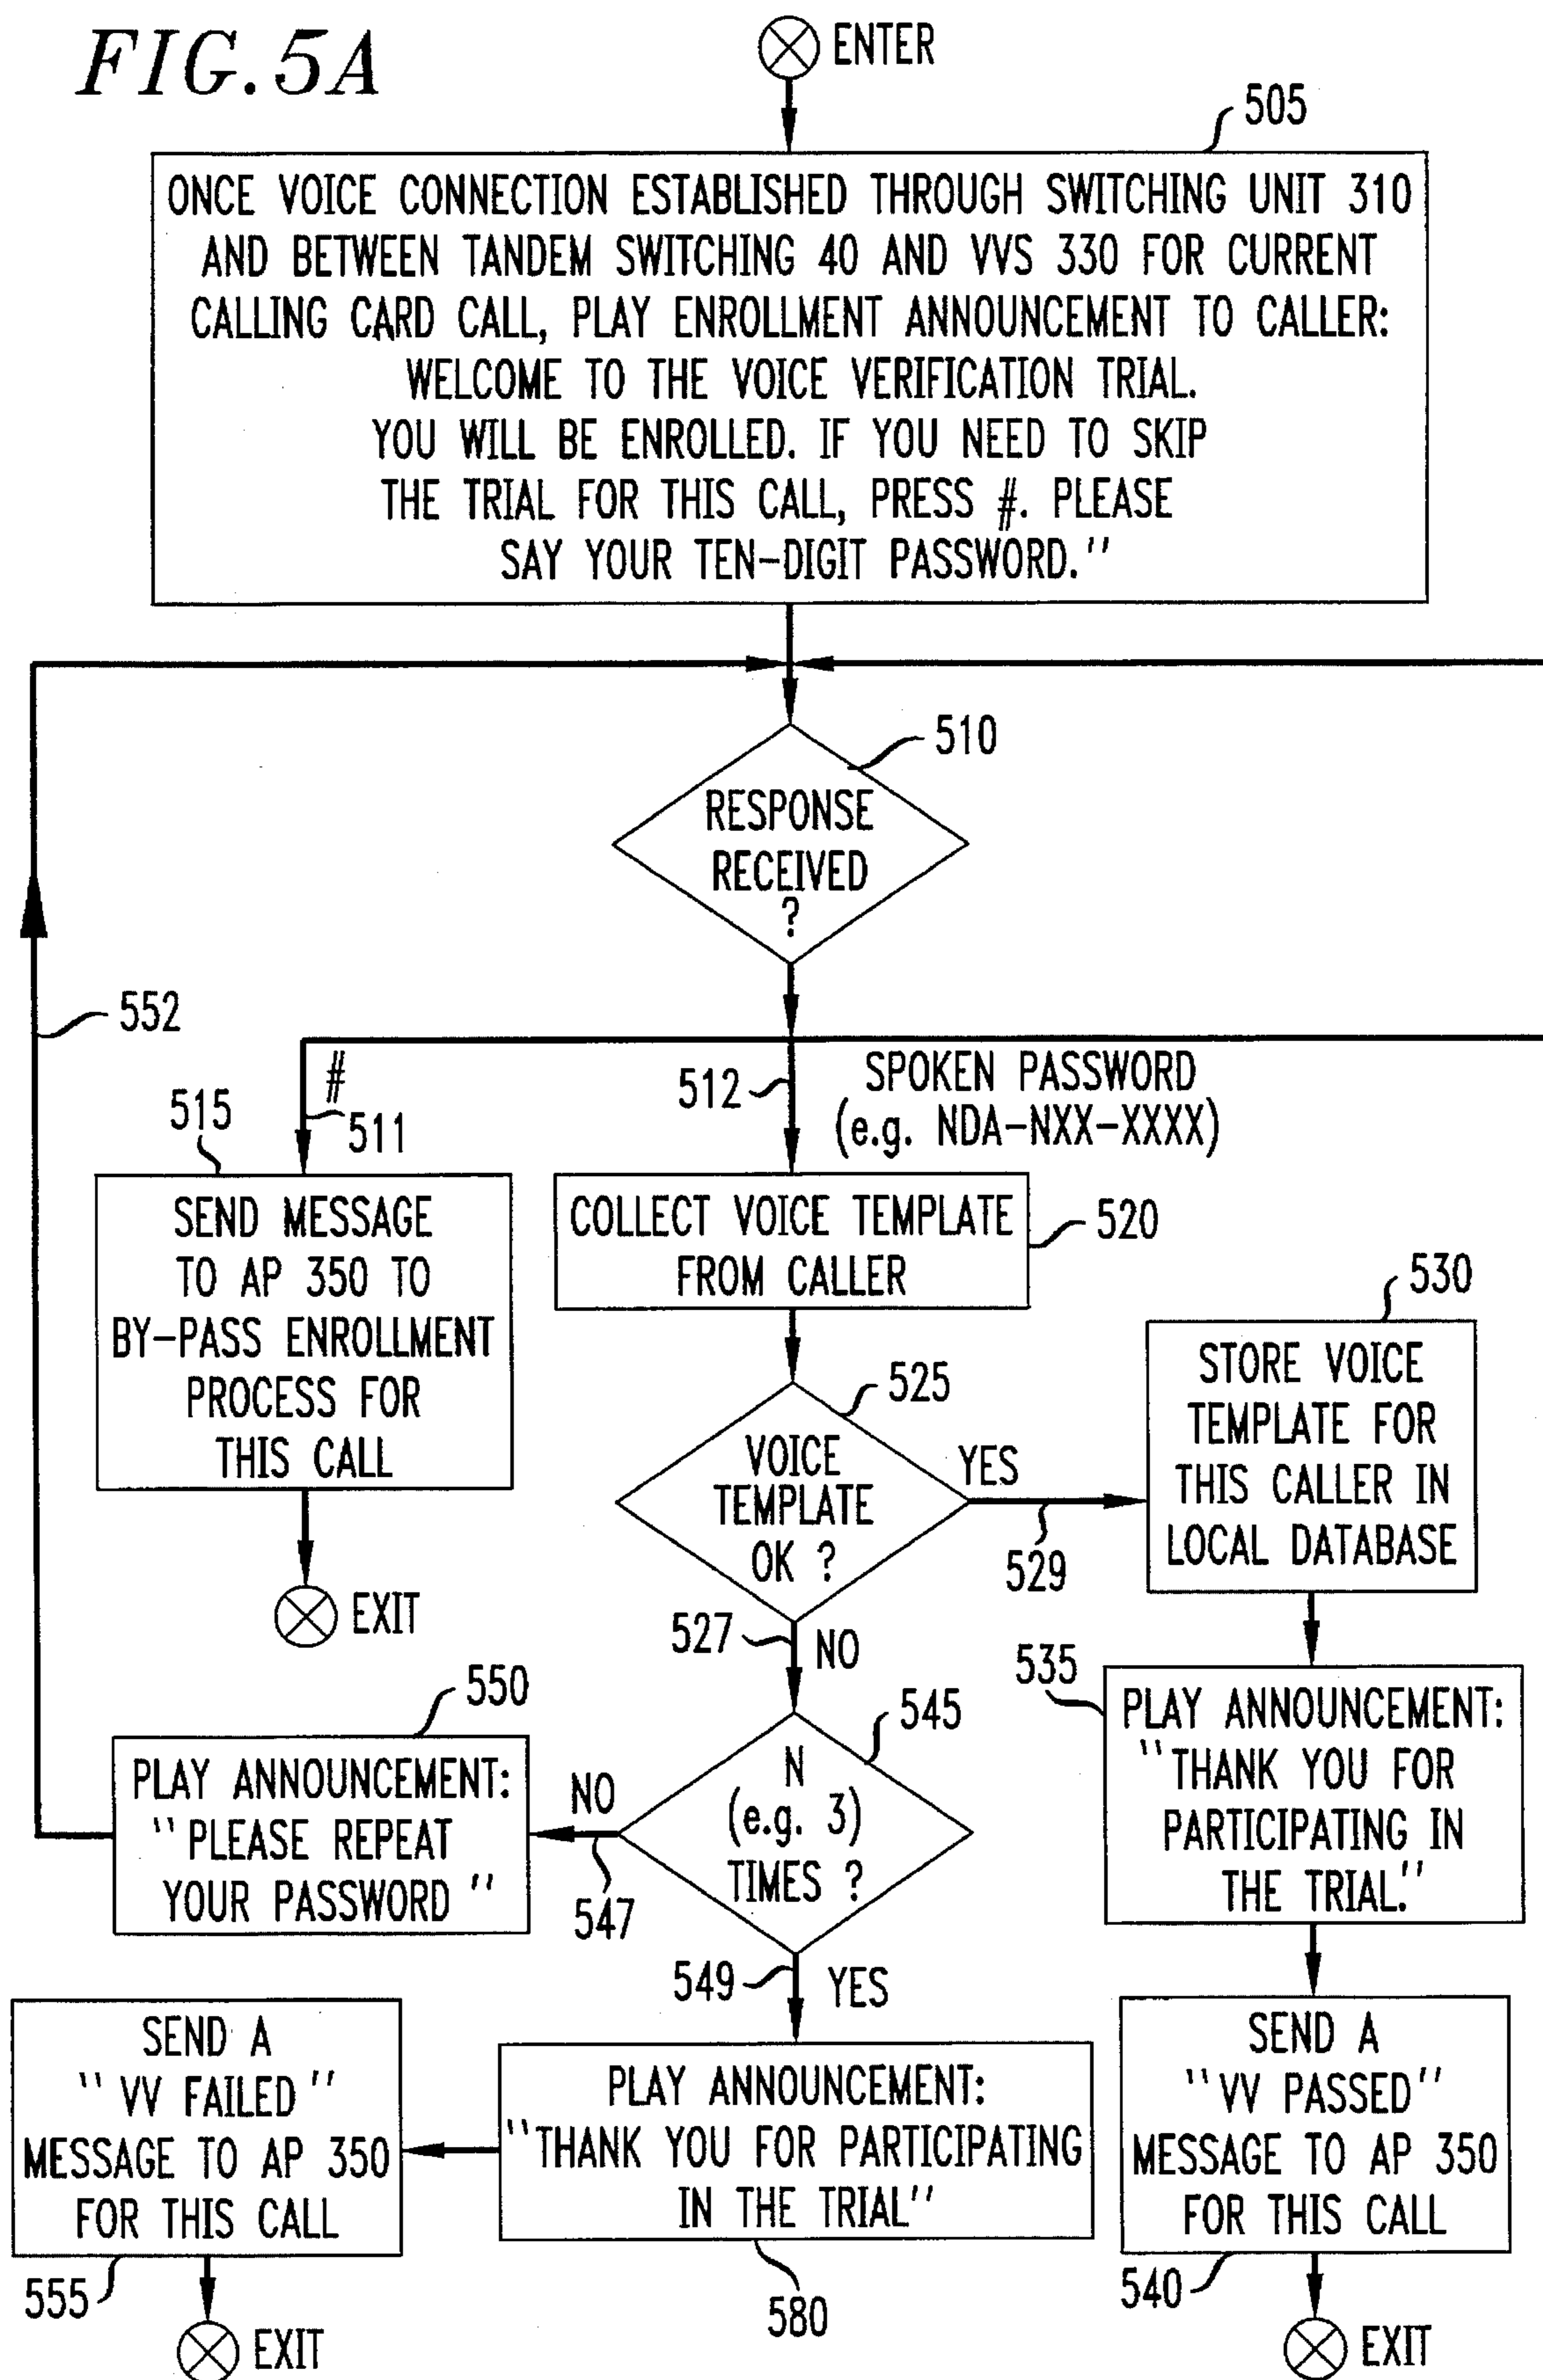 FIG. 5A
ENTER
505
ONCE VOICE CONNECTION ESTABLISHED THROUGH SWITCHING UNIT 310
AND BETWEEN TANDEM SWITCHING 40 AND VVS 330 FOR CURRENT
CALLING CARD CALL, PLAY ENROLLMENT ANNOUNCEMENT TO CALLER:
WELCOME TO THE VOICE VERIFICATION TRIAL.
YOU WILL BE ENROLLED. IF YOU NEED TO SKIP
THE TRIAL FOR THIS CALL, PRESS #. PLEASE
SAY YOUR TEN-DIGIT PASSWORD."
510
RESPONSE
RECEIVED
?
552
#
511
512
SPOKEN PASSWORD
(e.g. NDA-NXX-XXXX)
515
SEND MESSAGE
TO AP 350 TO
BY-PASS ENROLLMENT
PROCESS FOR
THIS CALL
EXIT
COLLECT VOICE TEMPLATE
FROM CALLER
520
525
VOICE
TEMPLATE
OK ?
YES
529
530
STORE VOICE
TEMPLATE FOR
THIS CALLER IN
LOCAL DATABASE
527
NO
535
PLAY ANNOUNCEMENT:
"THANK YOU FOR
PARTICIPATING IN
THE TRIAL."
545
N
(e.g. 3)
TIMES ?
NO
547
550
PLAY ANNOUNCEMENT:
"PLEASE REPEAT
YOUR PASSWORD "
549
YES
PLAY ANNOUNCEMENT:
"THANK YOU FOR PARTICIPATING
IN THE TRIAL"
580
SEND A
" VV FAILED "
MESSAGE TO AP 350
FOR THIS CALL
555
EXIT
SEND A
"VV PASSED"
MESSAGE TO AP 350
FOR THIS CALL
540
EXIT